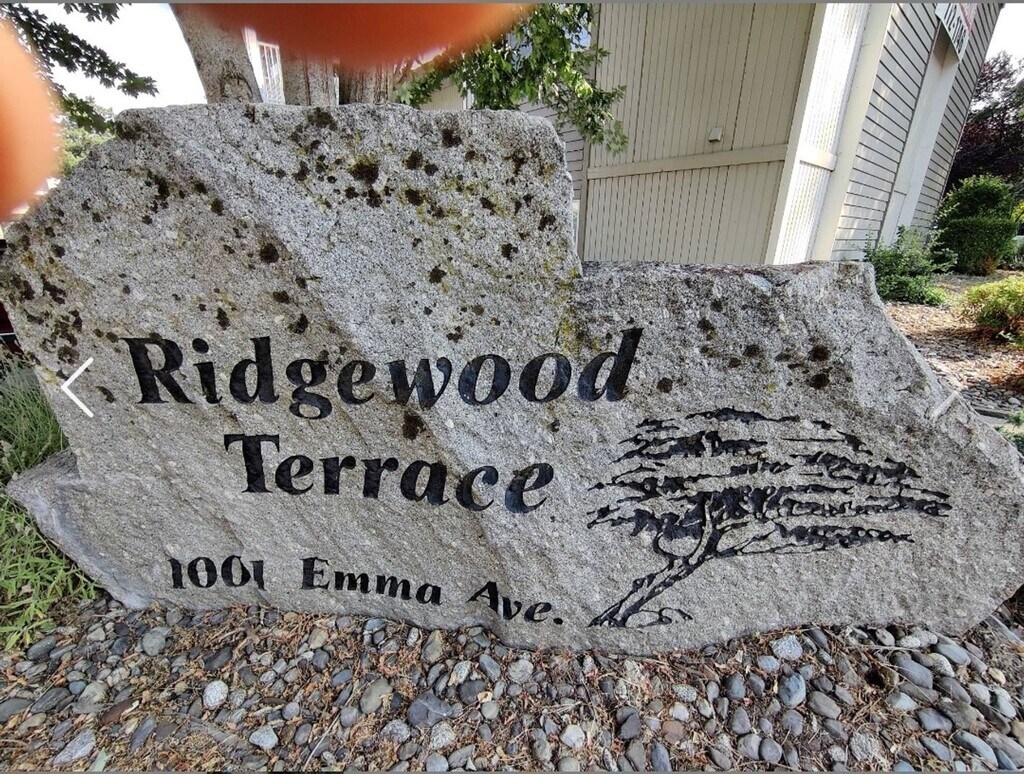 Ridgewood
Terrace
1001 Emma Ave.